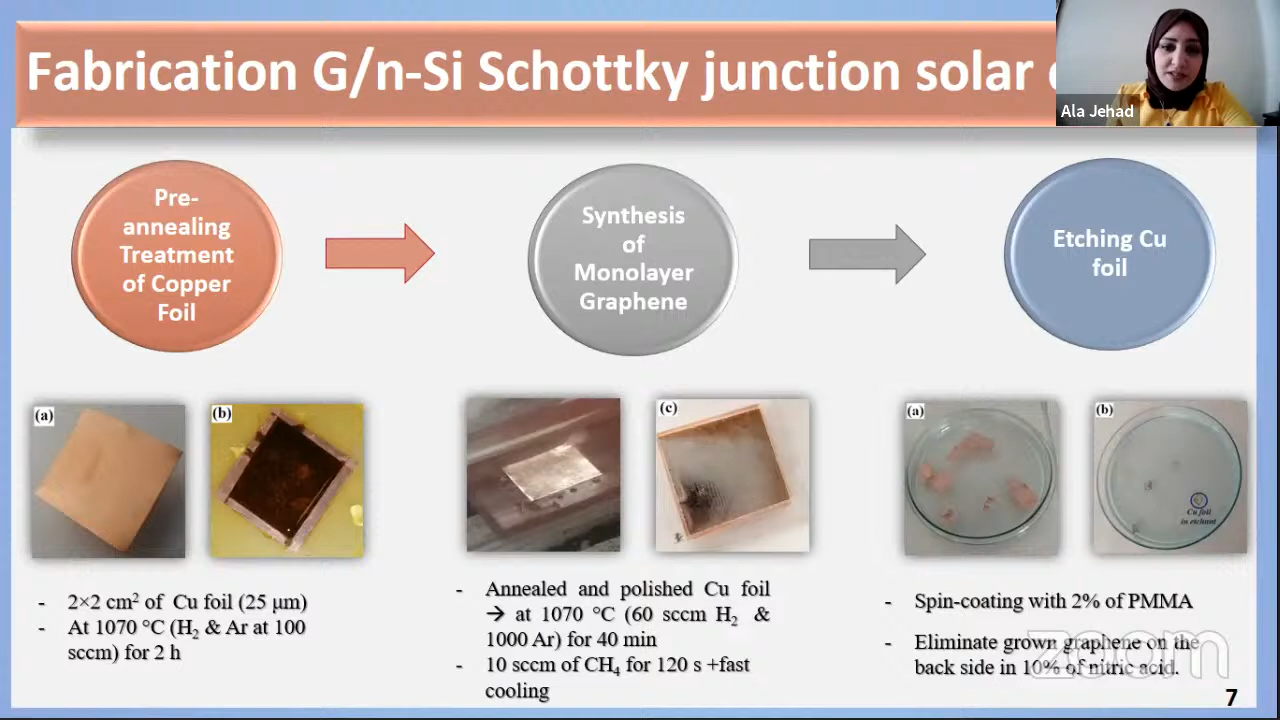 Fabrication G/n-Si Schottky junction solar
Ala Jehad
Pre-
annealing
Treatment
of Copper
Foil
Synthesis
of
Monolayer
Graphene
Etching Cu
foil
(a)
(b)
(c)
(a)
(b)
Cu foil
in etchant
- 2×2 cm² of Cu foil (25 μm)
- At 1070 °C (H₂ & Ar at 100
sccm) for 2 h
- Annealed and polished Cu foil
→ at 1070 °C (60 sccm H₂ &
1000 Ar) for 40 min
- 10 sccm of CH₄ for 120 s +fast
cooling
- Spin-coating with 2% of PMMA
- Eliminate grown graphene on the
back side in 10% of nitric acid.
zoom
7